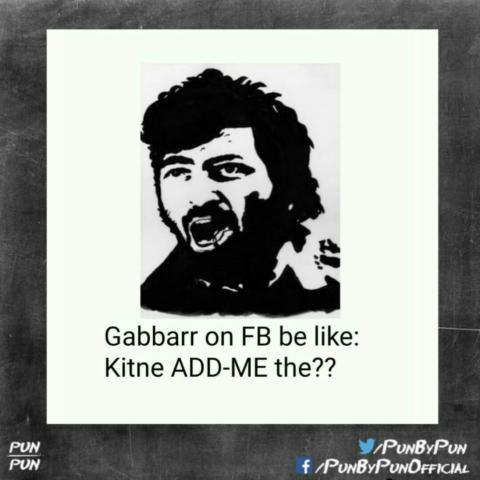 Gabbarr on FB be like:
Kitne ADD-ME the??
PUN
PUN
/PUNBYPUN
f /PUNBYPUNOFFICIAL